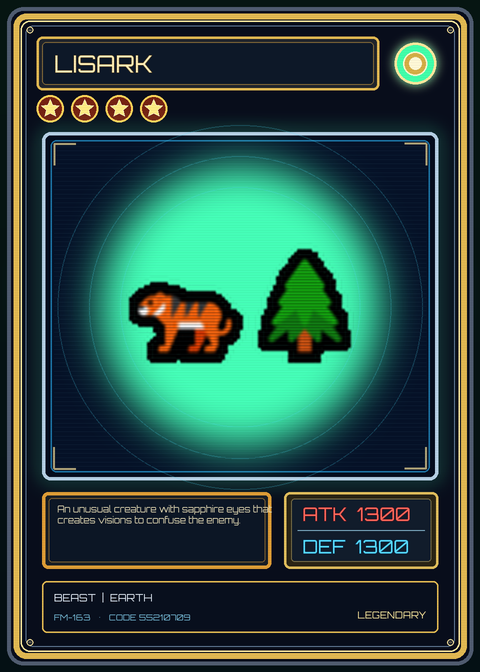 LISARK
An unusual creature with sapphire eyes that
creates visions to confuse the enemy.
ATK 1300
DEF 1300
BEAST | EARTH
FM-163 · CODE 55210709
LEGENDARY